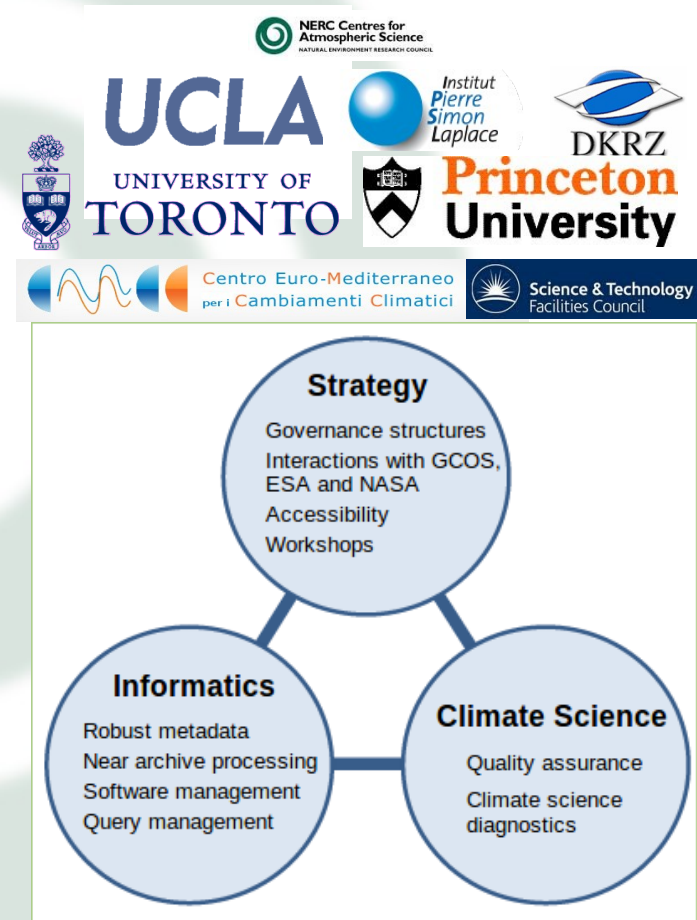 NERC Centres for
Atmospheric Science
NATURAL ENVIRONMENT RESEARCH COUNCIL
UCLA
Institut
Pierre
Simon
Laplace
DKRZ
UNIVERSITY OF
TORONTO
Princeton
University
Centro Euro-Mediterraneo
per i Cambiamenti Climatici
Science & Technology
Facilities Council
Strategy
Governance structures
Interactions with GCOS,
ESA and NASA
Accessibility
Workshops
Informatics
Robust metadata
Near archive processing
Software management
Query management
Climate Science
Quality assurance
Climate science
diagnostics